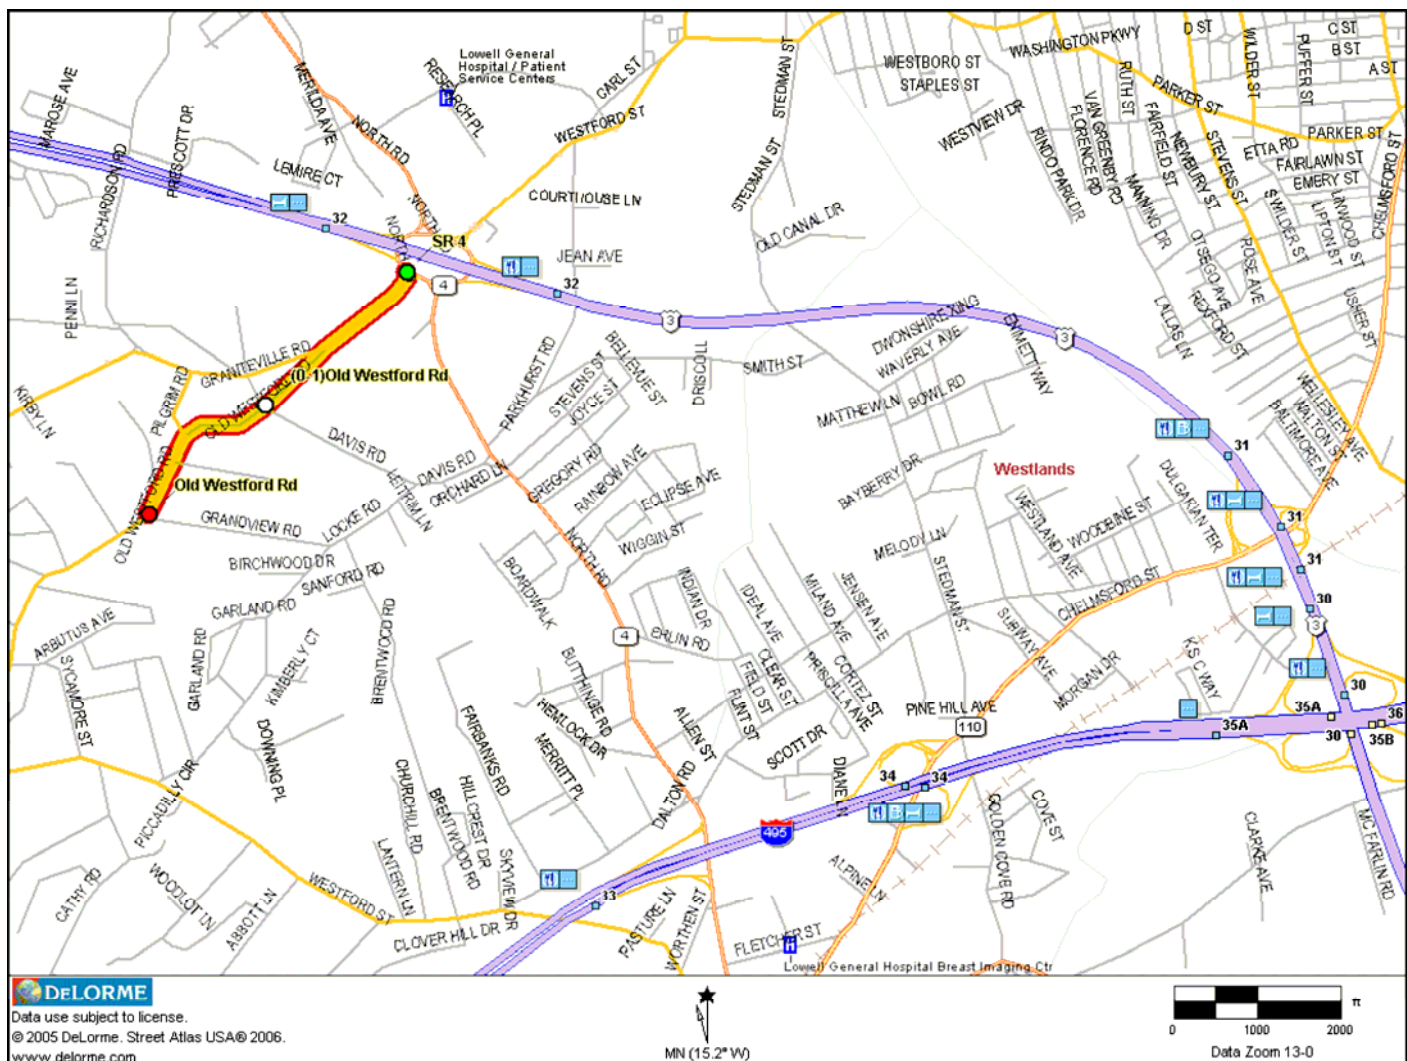 MAROSE AVE
RICHARDSON RD
PRESCOTT DR
MERILDA AVE
NORTH RD
LEMIRE CT
Lowell General
Hospital / Patient
Service Centers
RESEARCH PL
CARL ST
WESTFORD ST
STEDMAN ST
STEDMAN ST
COURTHOUSE LN
JEAN AVE
OLD CANAL DR
WESTBORO ST
STAPLES ST
WASHINGTON PKWY
WESTVIEW DR
RINDO PARK DR
FLORENCE RD
VAN GREENBY RD
RUTH ST
FAIRFIELD ST
MANNING DR
NEWBURY ST
STEVENS ST
PARKER ST
PARKER ST
D ST
WILDER ST
PUFFER ST
C ST
B ST
A ST
ETTA RD
FAIRLAWN ST
EMERY ST
S WILDER ST
LIPTON ST
LINWOOD ST
CHELMSFORD ST
OTSEGO AVE
ROSE AVE
REXFORD ST
LALLAS LN
USHER ST
32
SR 4
NORTH
4
32
3
3
PENNI LN
GRANITEVILLE RD
KIRBY LN
PILGRIM RD
(0-1)Old Westford Rd
OLD WESTFORD RD
Old Westford Rd
OLD WESTFORD RD
DAVIS RD
DAVIS RD
LEITRIM LN
ORCHARD LN
PARKHURST RD
STEVENS ST
JOYCE ST
BELLEVUE ST
DRISCOLL
SMITH ST
DWONSHIRE XING
WAVERLY AVE
EMMETT WAY
MATTHEW LN
BOWL RD
WELLESLEY AVE
WALTON ST
BALTIMORE AVE
31
GREGORY RD
RAINBOW AVE
ECLIPSE AVE
WIGGIN ST
NORTH RD
BAYBERRY DR
Westlands
DULGARIAN TER
WESTLAND AVE
WOODBINE ST
MELODY LN
31
31
30
3
GRANDVIEW RD
LOCKE RD
BIRCHWOOD DR
SANFORD RD
GARLAND RD
GARLAND RD
KIMBERLY CT
BRENTWOOD RD
ARBUTUS AVE
SYCAMORE ST
BOARDWALK
4
INDIAN DR
ERLIN RD
IDEAL AVE
MILAND AVE
JENSEN AVE
STEDMAN ST
SUBWAY AVE
CHELMSFORD ST
MORGAN DR
K S C WAY
CLEAR ST
FIELD ST
FLINT ST
PRISCILLA AVE
CORTEZ ST
PINE HILL AVE
110
30
35A
35A
36
30
35B
BUTTHINGE RD
HEMLOCK DR
MERRITT PL
FAIRBANKS RD
ALLEN ST
SCOTT DR
DALTON RD
DIANE LN
34
34
DOWNING PL
PICCADILLY CIR
CHURCHILL RD
HILLCREST DR
BRENTWOOD RD
LANTERN LN
SKYVIEW DR
CATHY RD
WOODLOT LN
ABBOTT LN
WESTFORD ST
CLOVER HILL DR
33
495
PASTURE LN
WORTHEN ST
FLETCHER ST
ALPINE LN
GOLDEN COVE RD
COVE ST
CLARKE AVE
MC FARLIN RD
Lowell General Hospital Breast Imaging Ctr
DELORME
Data use subject to license.
© 2005 DeLorme. Street Atlas USA® 2006.
www.delorme.com
MN (15.2° W)
ft
0 1000 2000
Data Zoom 13-0